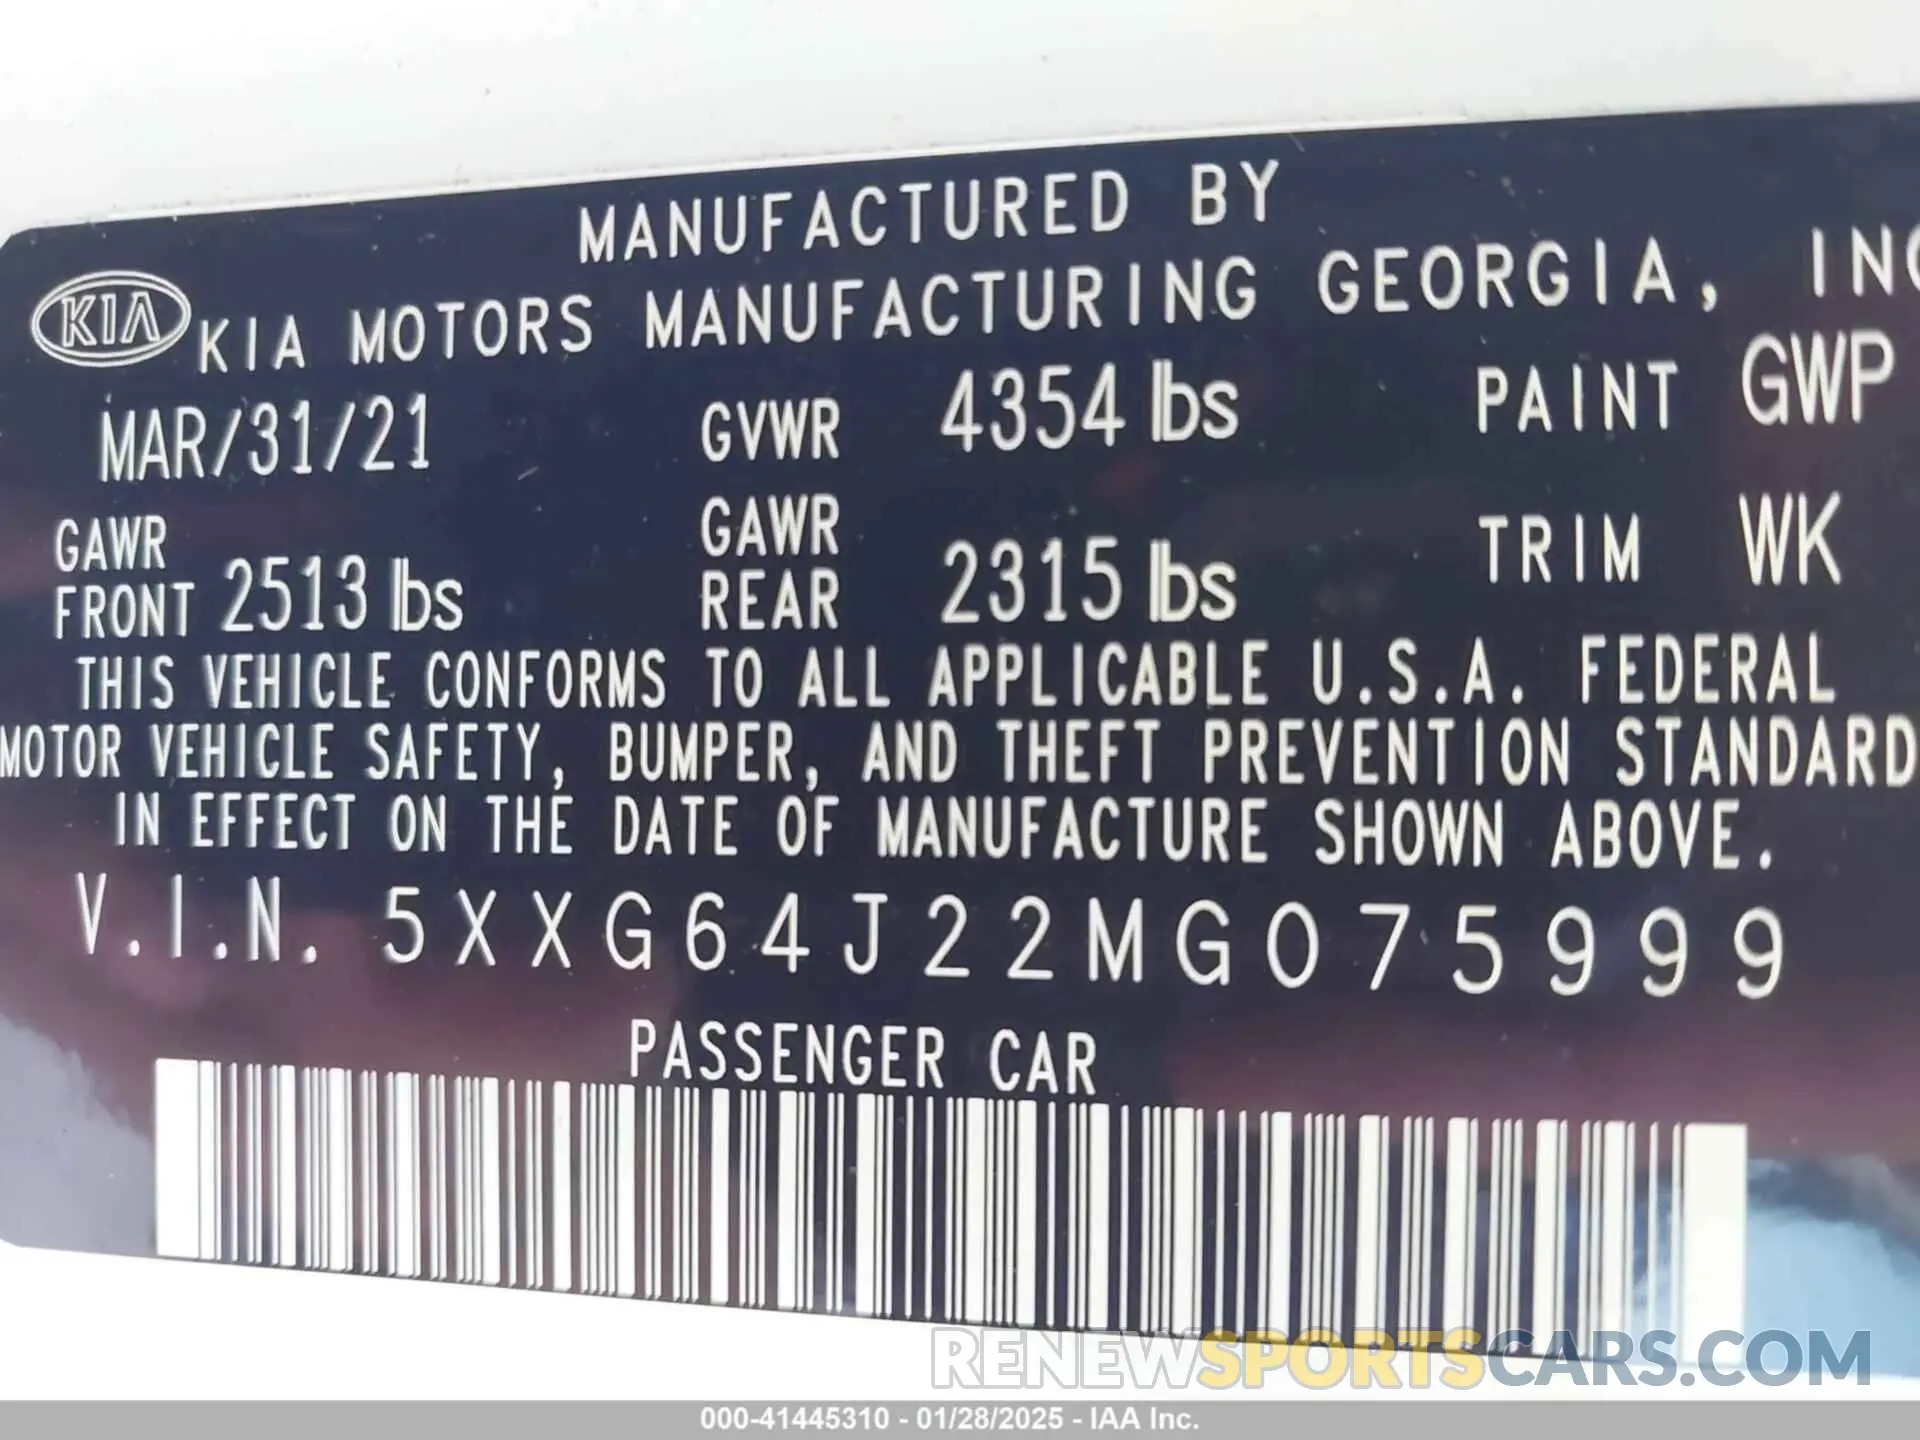 MANUFACTURED BY
KIA KIA MOTORS MANUFACTURING GEORGIA, INC
MAR/31/21 GVWR 4354 lbs PAINT GWP
GAWR FRONT 2513 lbs GAWR REAR 2315 lbs TRIM WK
THIS VEHICLE CONFORMS TO ALL APPLICABLE U.S.A. FEDERAL
MOTOR VEHICLE SAFETY, BUMPER, AND THEFT PREVENTION STANDARD
IN EFFECT ON THE DATE OF MANUFACTURE SHOWN ABOVE.
V.I.N. 5XXG64J22MG075999
PASSENGER CAR
RENEWSPORTSCARS.COM
000-41445310 - 01/28/2025 - IAA Inc.